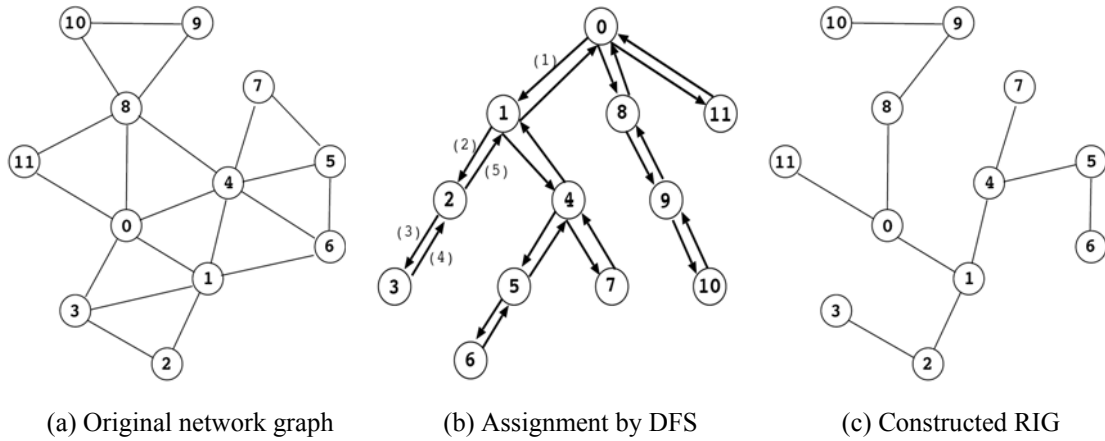 10 9 8 7 11 5 4 0 6 1 3 2
0 (1) 1 8 11 (2) (5) 2 4 9 (3) (4) 3 5 7 10 6
10 9 8 7 11 5 4 0 6 1 3 2
(a) Original network graph
(b) Assignment by DFS
(c) Constructed RIG